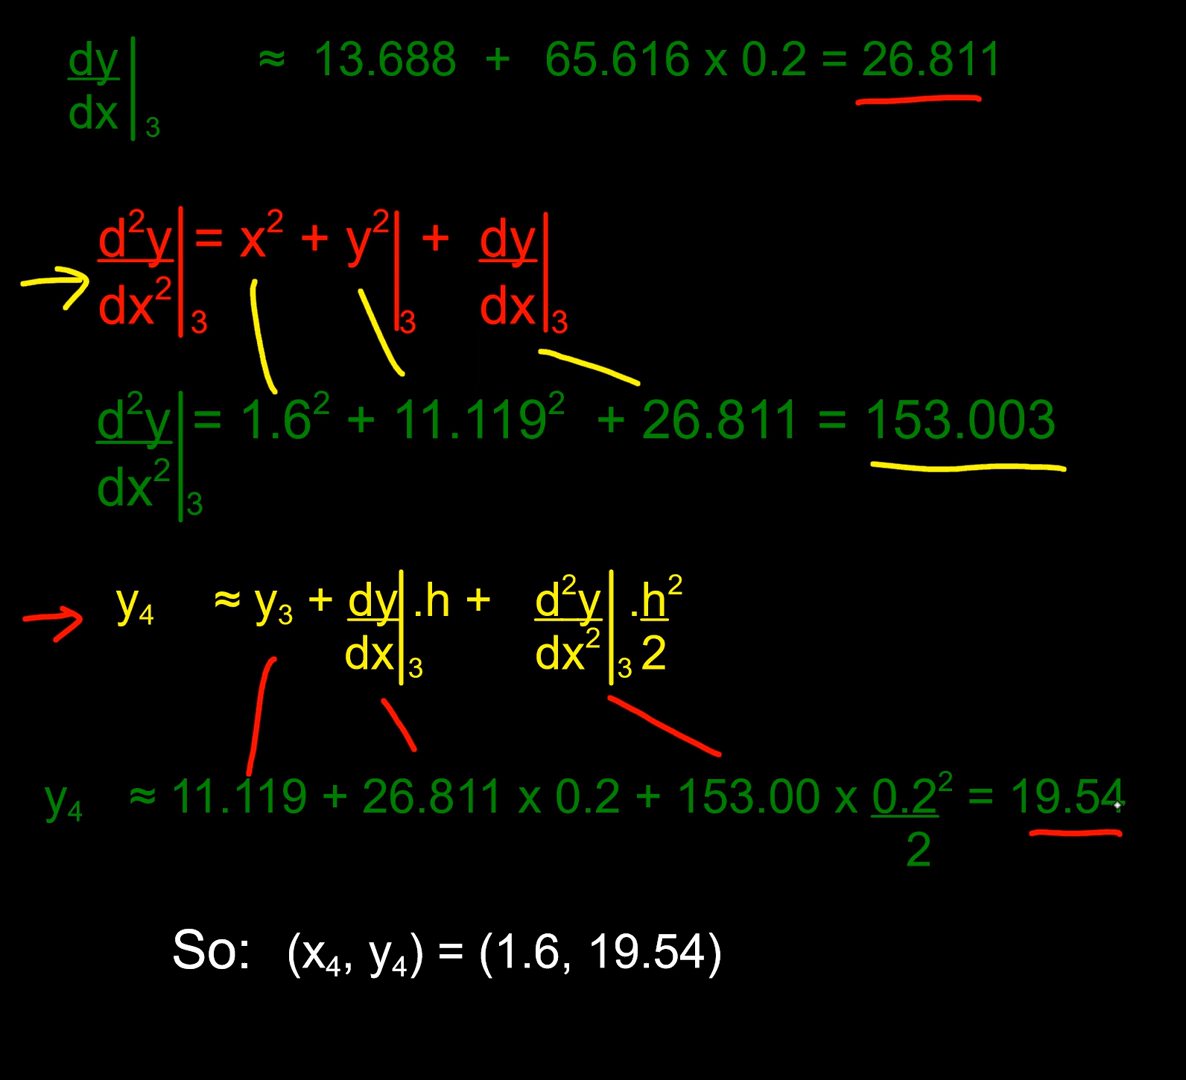 dy/dx|₃ ≈ 13.688 + 65.616 x 0.2 = 26.811
d²y/dx²|₃ = x² + y²|₃ + dy/dx|₃
d²y/dx²|₃ = 1.6² + 11.119² + 26.811 = 153.003
y₄ ≈ y₃ + dy/dx|₃ .h + d²y/dx²|₃ .h²/2
y₄ ≈ 11.119 + 26.811 x 0.2 + 153.00 x 0.2²/2 = 19.54
So: (x₄, y₄) = (1.6, 19.54)